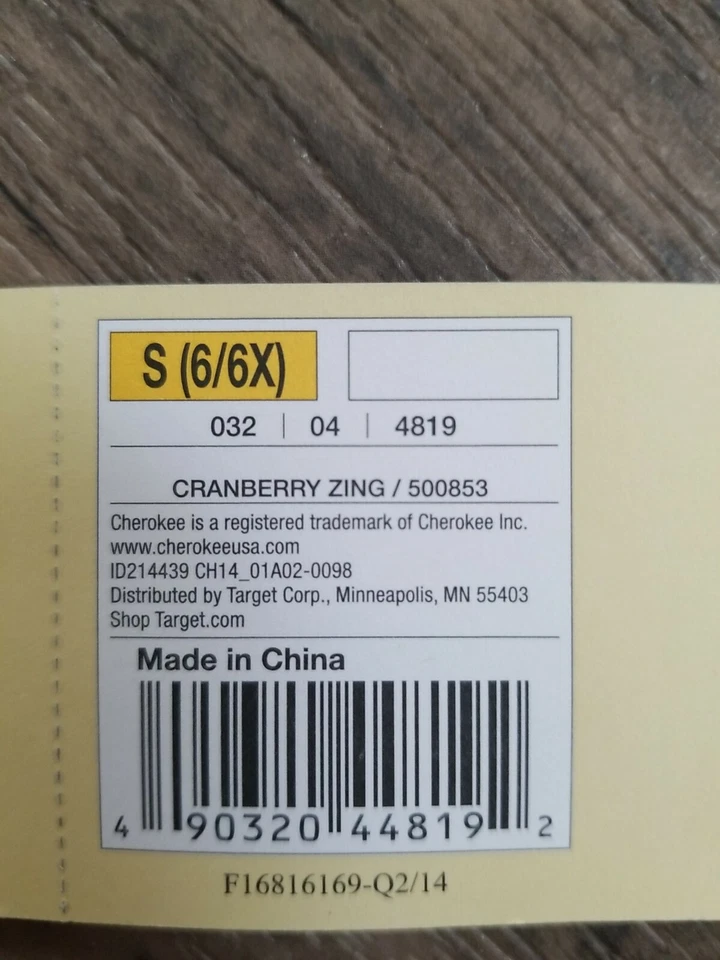 S (6/6X)
032 | 04 | 4819
CRANBERRY ZING / 500853
Cherokee is a registered trademark of Cherokee Inc.
www.cherokeeusa.com
ID214439 CH14_01A02-0098
Distributed by Target Corp., Minneapolis, MN 55403
Shop Target.com
Made in China
4 90320 44819 2
F16816169-Q2/14